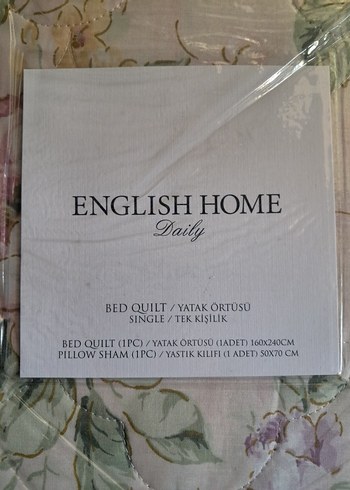 ENGLISH HOME
Daily
BED QUILT / YATAK ÖRTÜSÜ
SINGLE / TEK KİŞİLİK
BED QUILT (1PC) / YATAK ÖRTÜSÜ (1ADET) 160X240CM
PILLOW SHAM (1PC) / YASTIK KILIFI (1 ADET) 50X70 CM